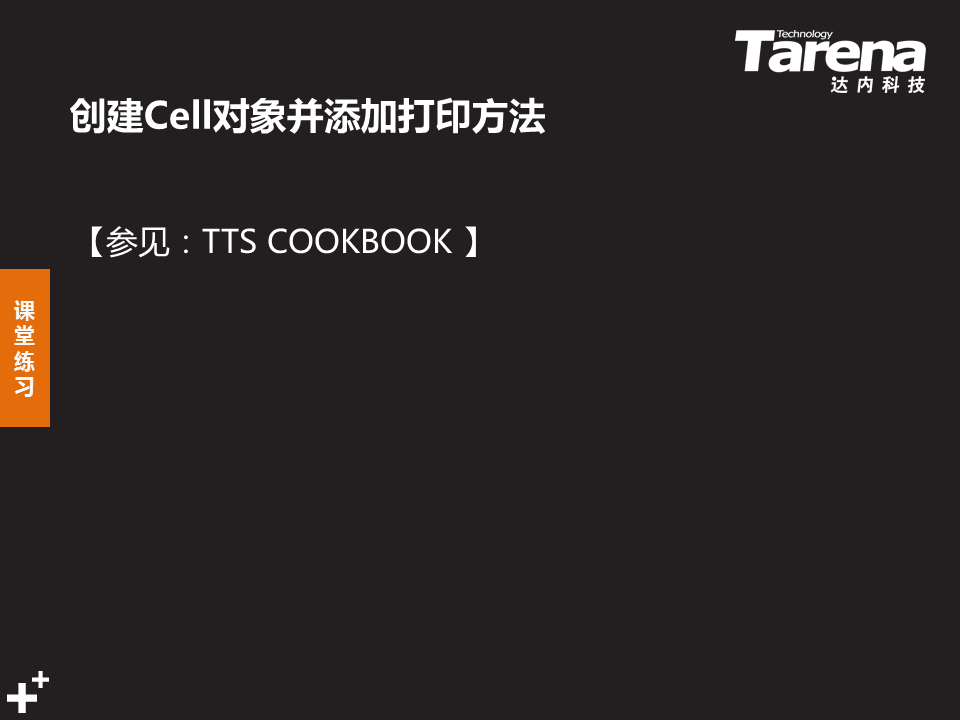 Technology
Tarena
达内科技
创建Cell对象并添加打印方法
【参见：TTS COOKBOOK 】
课
堂
练
习